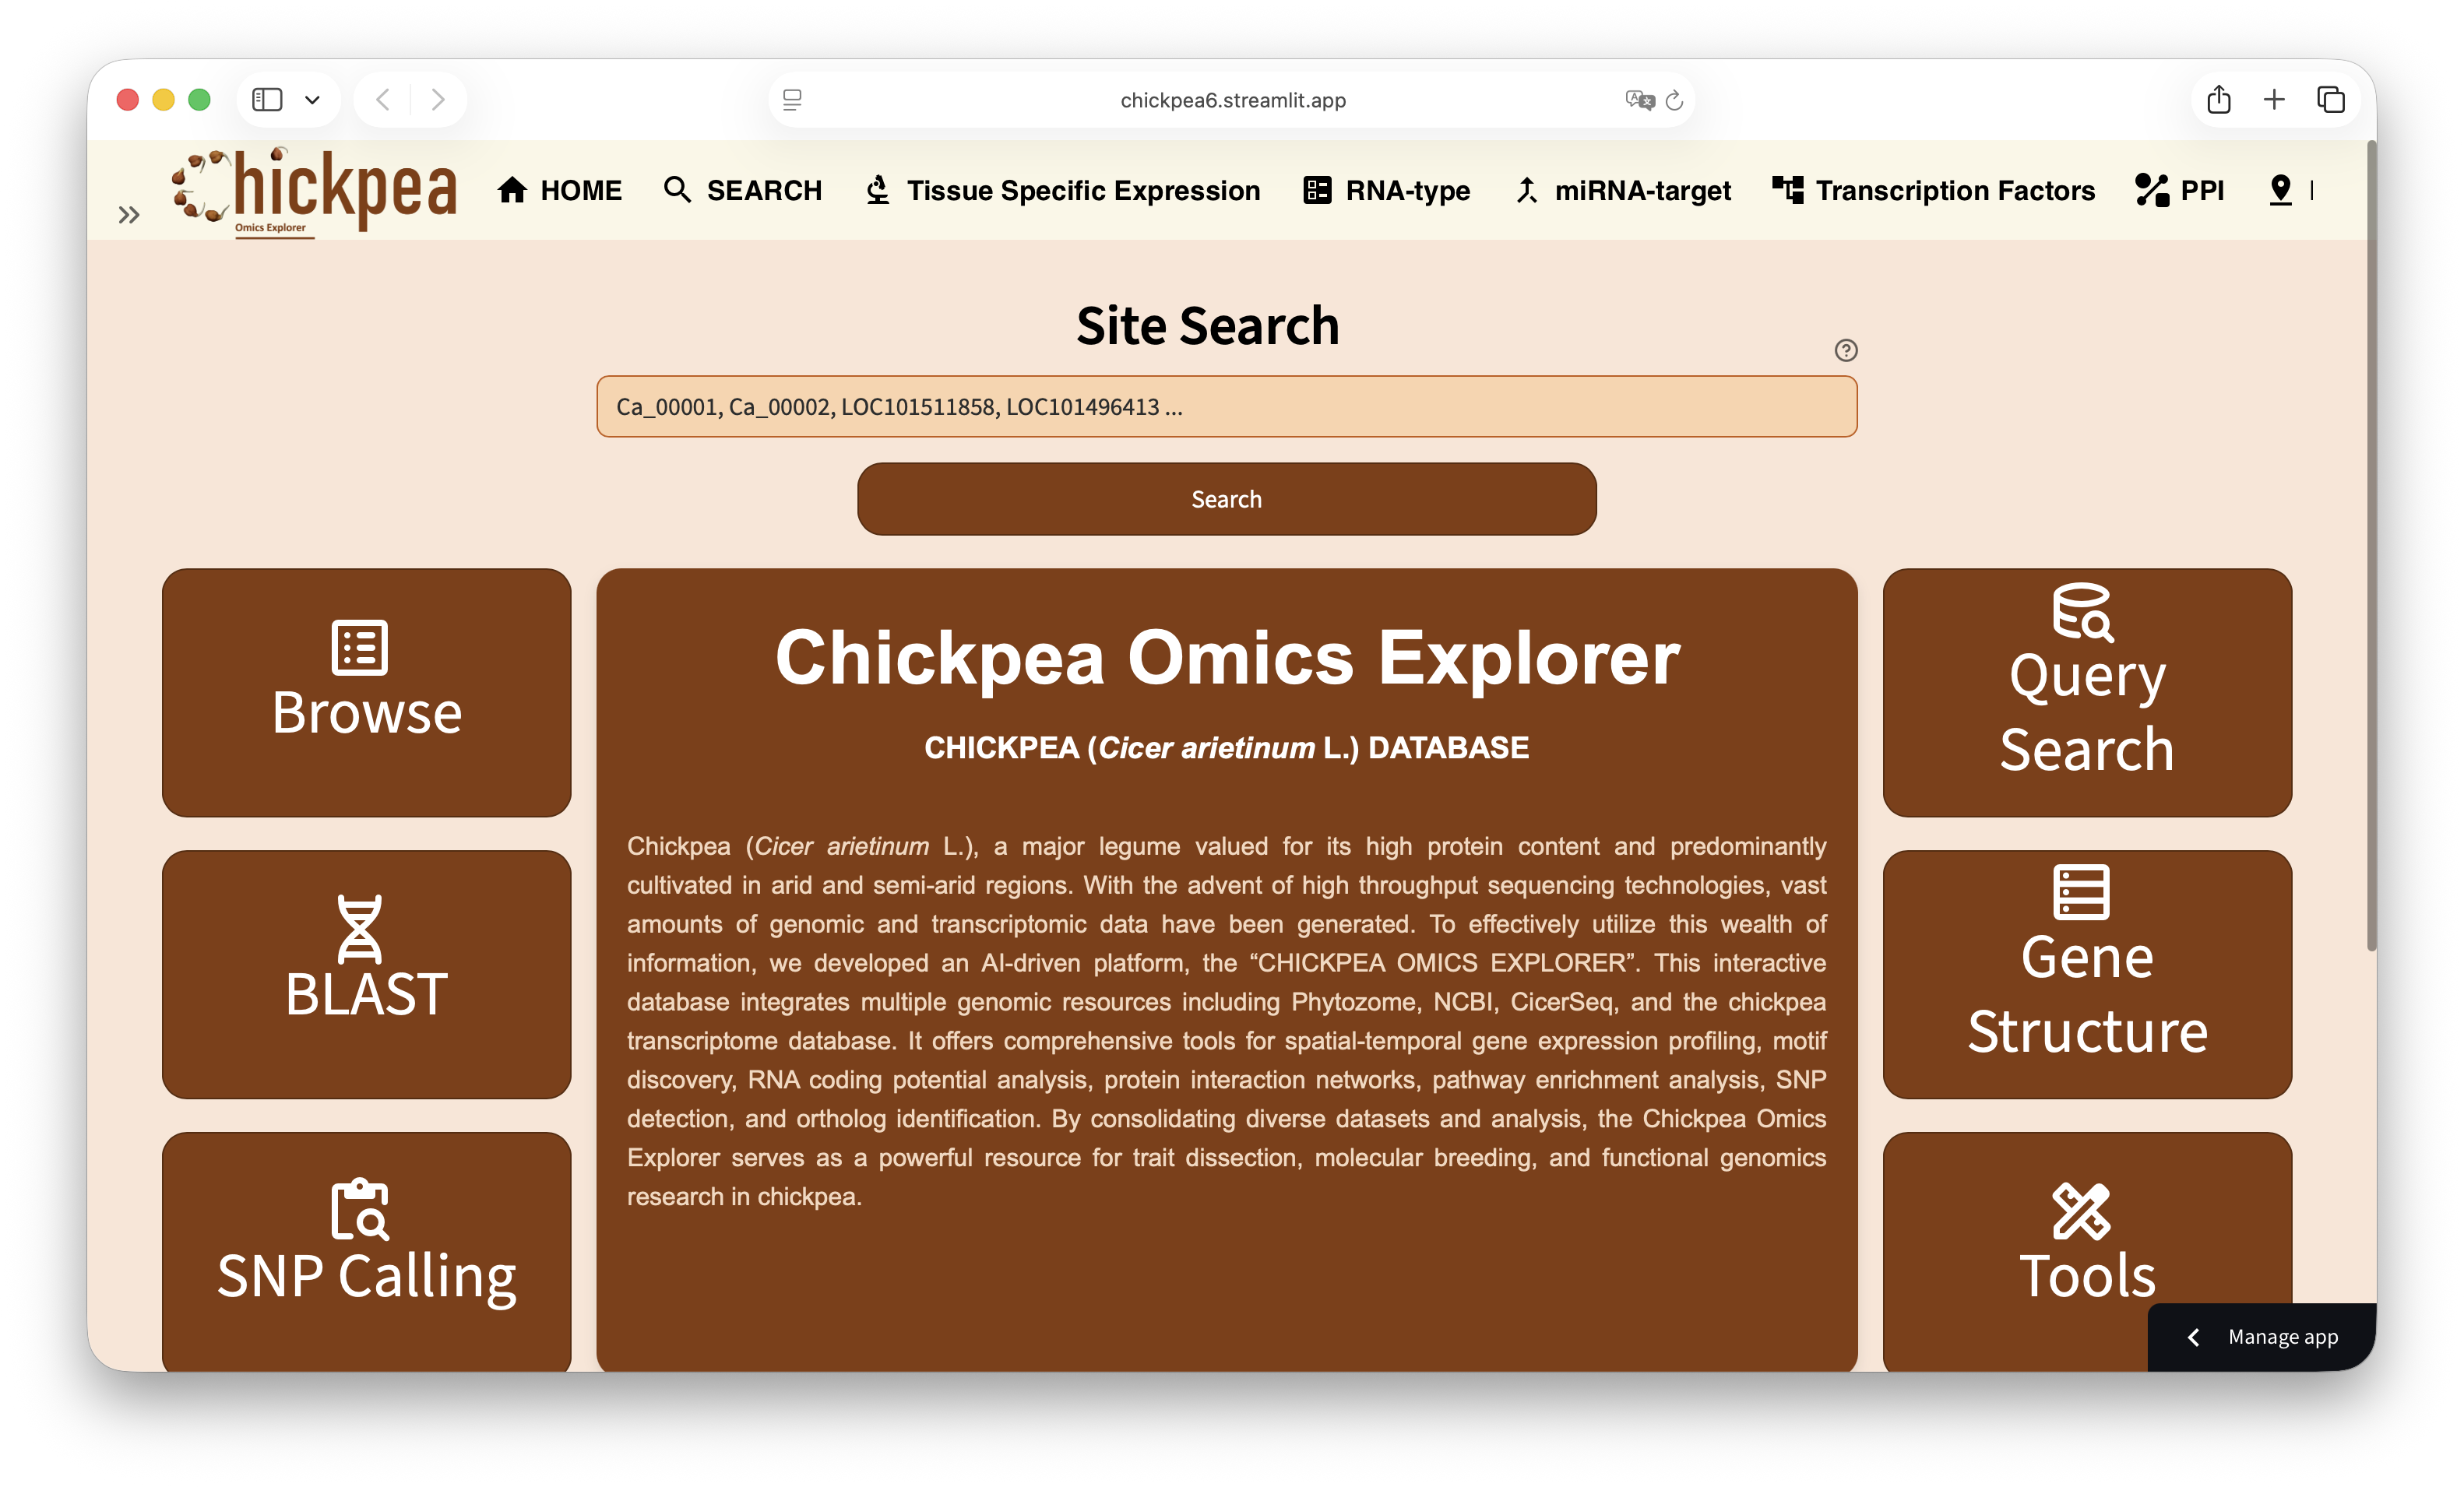 chickpea6.streamlit.app
Chickpea
Omics Explorer
HOME
SEARCH
Tissue Specific Expression
RNA-type
miRNA-target
Transcription Factors
PPI
Site Search
Ca_00001, Ca_00002, LOC101511858, LOC101496413 ...
Search
Browse
BLAST
SNP Calling
Chickpea Omics Explorer
CHICKPEA (Cicer arietinum L.) DATABASE
Chickpea (Cicer arietinum L.), a major legume valued for its high protein content and predominantly
cultivated in arid and semi-arid regions. With the advent of high throughput sequencing technologies, vast
amounts of genomic and transcriptomic data have been generated. To effectively utilize this wealth of
information, we developed an AI-driven platform, the “CHICKPEA OMICS EXPLORER”. This interactive
database integrates multiple genomic resources including Phytozome, NCBI, CicerSeq, and the chickpea
transcriptome database. It offers comprehensive tools for spatial-temporal gene expression profiling, motif
discovery, RNA coding potential analysis, protein interaction networks, pathway enrichment analysis, SNP
detection, and ortholog identification. By consolidating diverse datasets and analysis, the Chickpea Omics
Explorer serves as a powerful resource for trait dissection, molecular breeding, and functional genomics
research in chickpea.
Query
Search
Gene
Structure
Tools
Manage app